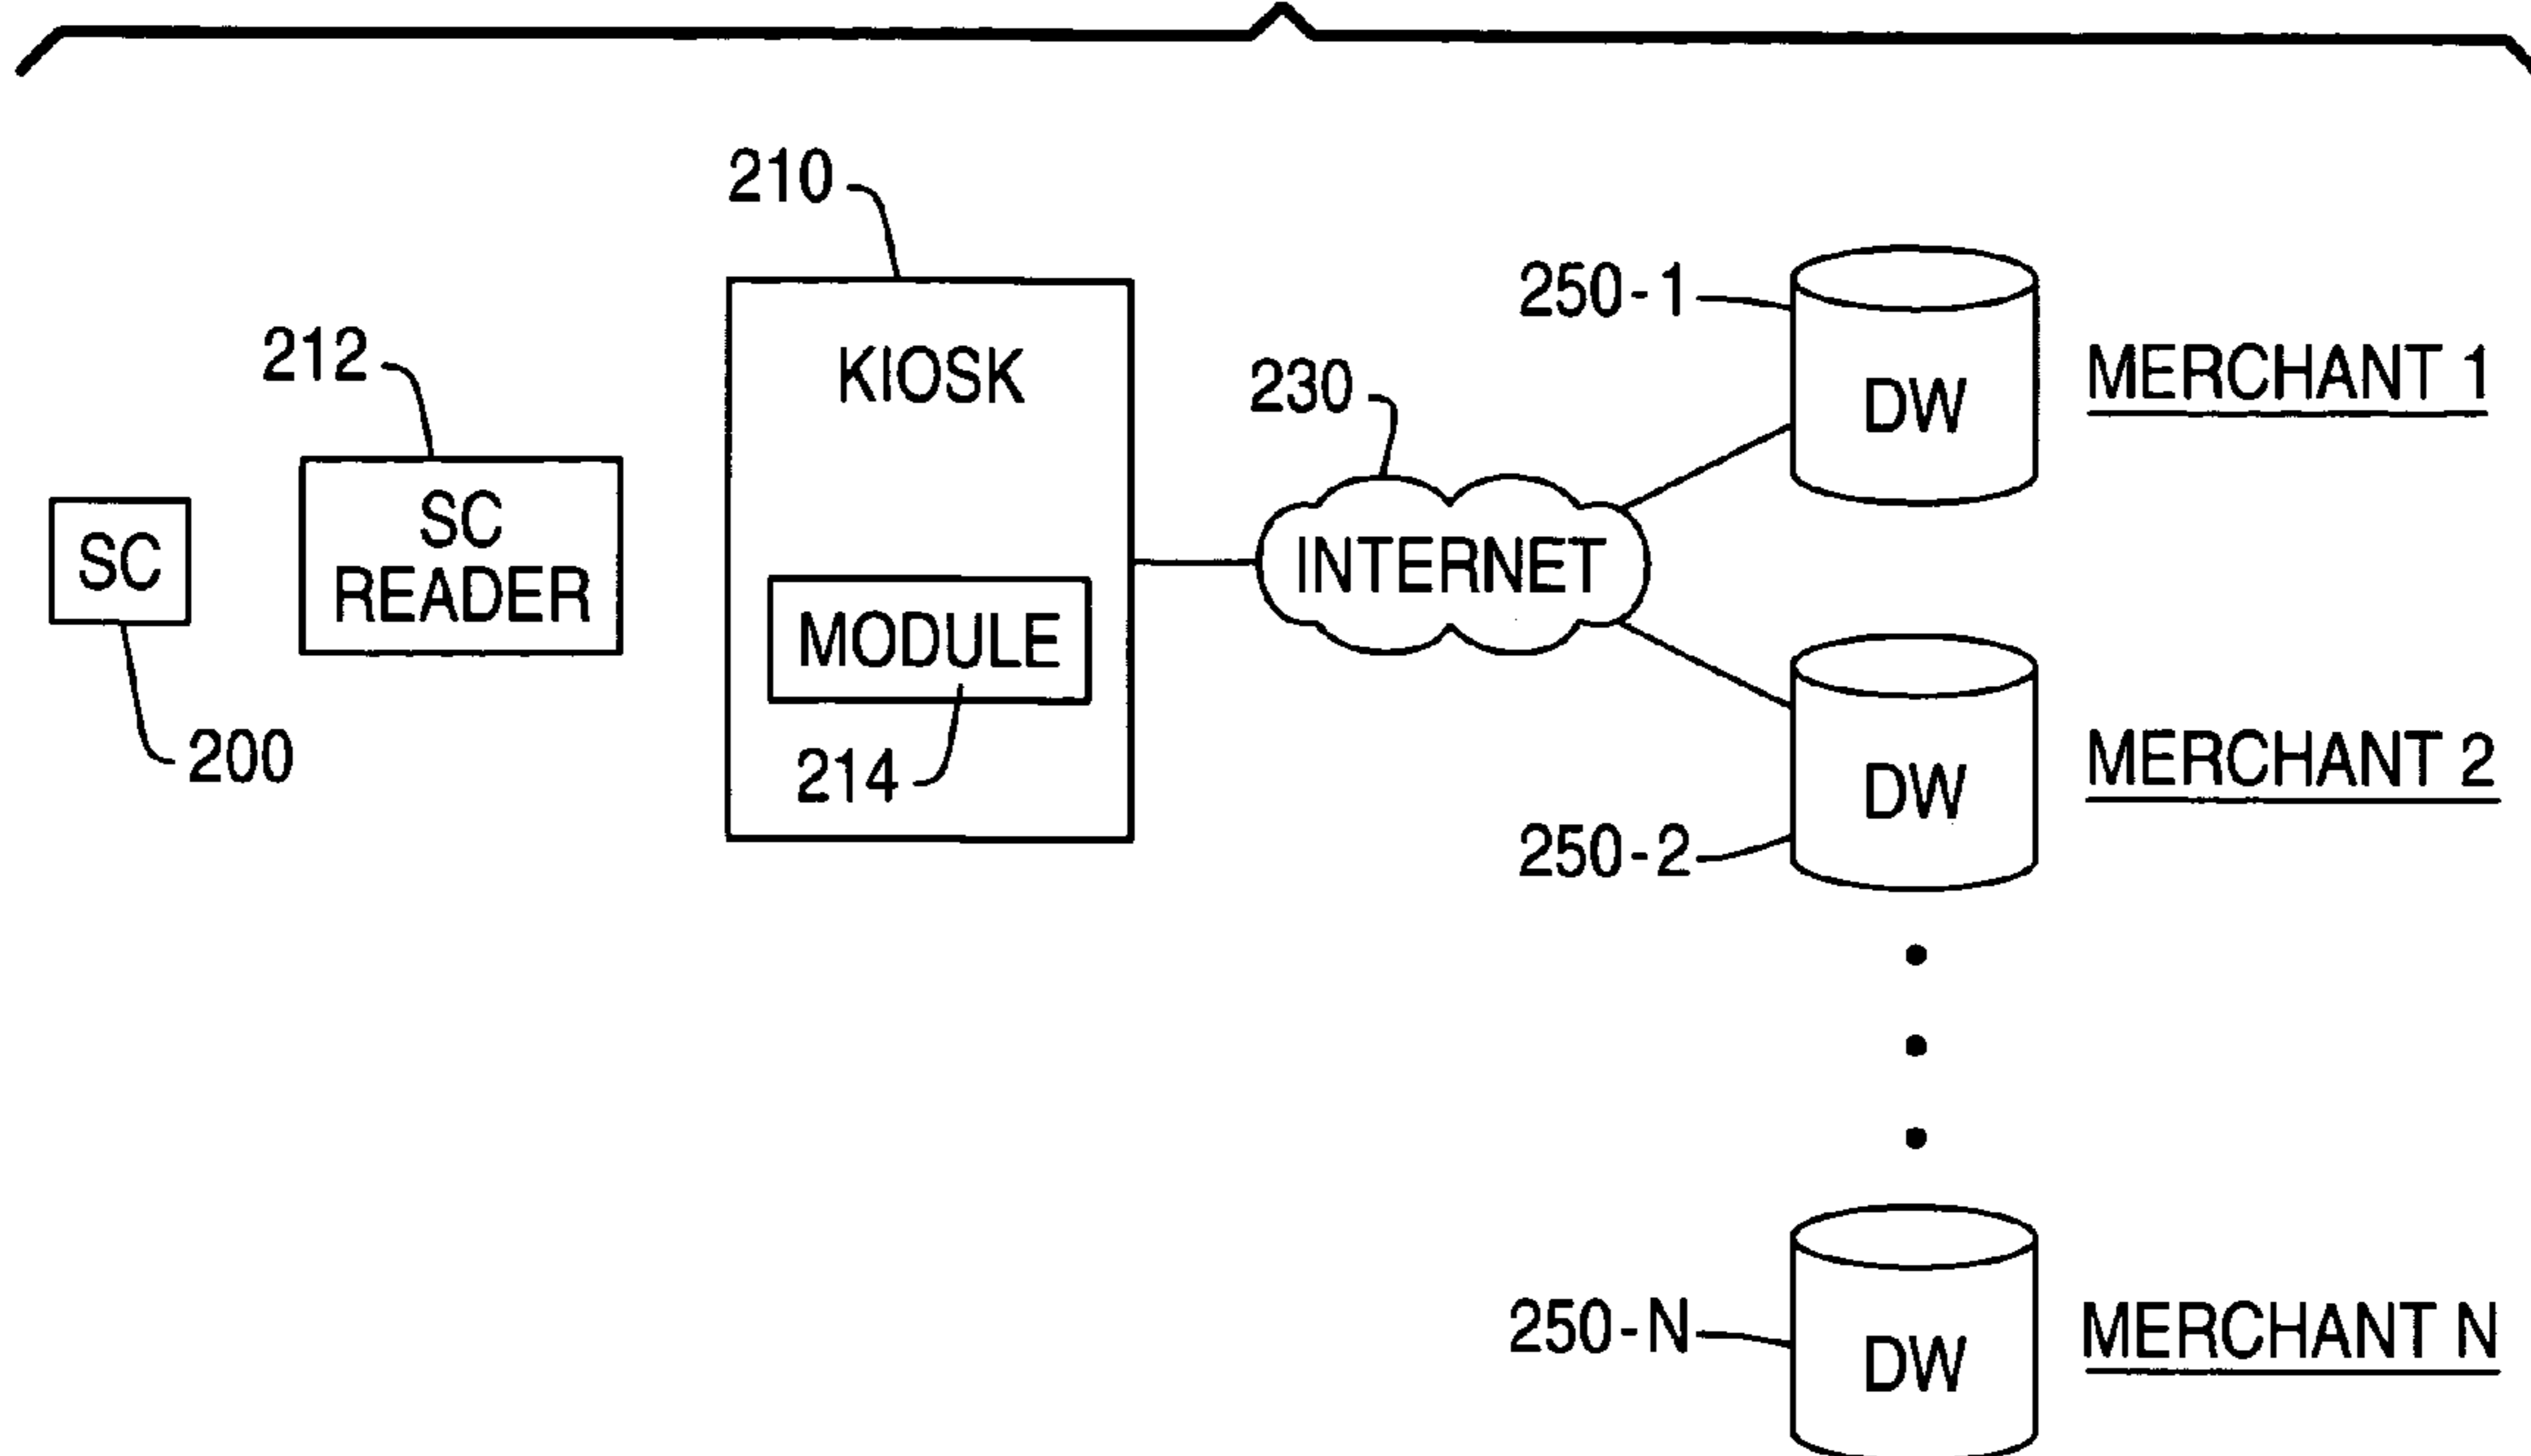 210
250-1
212
KIOSK
MERCHANT 1
230
DW
SC
READER
SC
INTERNET
MODULE
200
214
MERCHANT 2
DW
250-2
250-N
MERCHANT N
DW